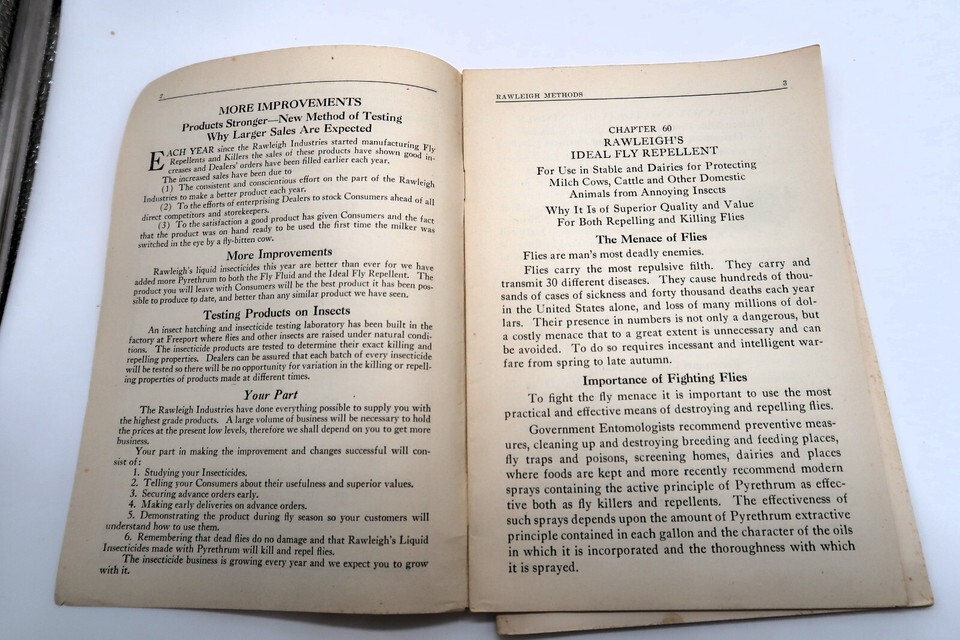 2
MORE IMPROVEMENTS
Products Stronger—New Method of Testing
Why Larger Sales Are Expected
EACH YEAR since the Rawleigh Industries started manufacturing Fly
Repellents and Killers the sales of these products have shown good in-
creases and Dealers' orders have been filled earlier each year.
The increased sales have been due to
(1) The consistent and conscientious effort on the part of the Rawleigh
Industries to make a better product each year.
(2) To the efforts of enterprising Dealers to stock Consumers ahead of all
direct competitors and storekeepers.
(3) To the satisfaction a good product has given Consumers and the fact
that the product was on hand ready to be used the first time the milker was
switched in the eye by a fly-bitten cow.
More Improvements
Rawleigh's liquid insecticides this year are better than ever for we have
added more Pyrethrum to both the Fly Fluid and the Ideal Fly Repellent. The
product you will leave with Consumers will be the best product it has been pos-
sible to produce to date, and better than any similar product we have seen.
Testing Products on Insects
An insect hatching and insecticide testing laboratory has been built in the
factory at Freeport where flies and other insects are raised under natural condi-
tions. The insecticide products are tested to determine their exact killing and
repelling properties. Dealers can be assured that each batch of every insecticide
will be tested so there will be no opportunity for variation in the killing or repell-
ing properties of products made at different times.
Your Part
The Rawleigh Industries have done everything possible to supply you with
the highest grade products. A large volume of business will be necessary to hold
the prices at the present low levels, therefore we shall depend on you to get more
business.
Your part in making the improvement and changes successful will con-
sist of:
1. Studying your Insecticides.
2. Telling your Consumers about their usefulness and superior values.
3. Securing advance orders early.
4. Making early deliveries on advance orders.
5. Demonstrating the product during fly season so your customers will
understand how to use them.
6. Remembering that dead flies do no damage and that Rawleigh's Liquid
Insecticides made with Pyrethrum will kill and repel flies.
The insecticide business is growing every year and we expect you to grow
with it.
RAWLEIGH METHODS 3
CHAPTER 60
RAWLEIGH'S
IDEAL FLY REPELLENT
For Use in Stable and Dairies for Protecting
Milch Cows, Cattle and Other Domestic
Animals from Annoying Insects
Why It Is of Superior Quality and Value
For Both Repelling and Killing Flies
The Menace of Flies
Flies are man's most deadly enemies.
Flies carry the most repulsive filth. They carry and
transmit 30 different diseases. They cause hundreds of thou-
sands of cases of sickness and forty thousand deaths each year
in the United States alone, and loss of many millions of dol-
lars. Their presence in numbers is not only a dangerous, but
a costly menace that to a great extent is unnecessary and can
be avoided. To do so requires incessant and intelligent war-
fare from spring to late autumn.
Importance of Fighting Flies
To fight the fly menace it is important to use the most
practical and effective means of destroying and repelling flies.
Government Entomologists recommend preventive meas-
ures, cleaning up and destroying breeding and feeding places,
fly traps and poisons, screening homes, dairies and places
where foods are kept and more recently recommend modern
sprays containing the active principle of Pyrethrum as effec-
tive both as fly killers and repellents. The effectiveness of
such sprays depends upon the amount of Pyrethrum extractive
principle contained in each gallon and the character of the oils
in which it is incorporated and the thoroughness with which
it is sprayed.